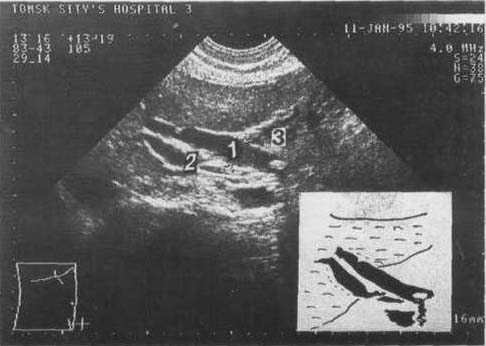 TOMSK SITY'S HOSPITAL 3
13 16 +13 19
83-43 105
29.14
11-JAN-95 10.42.16
4.0 MHz
S=24
N=38
G=75
1
2
3
16mm